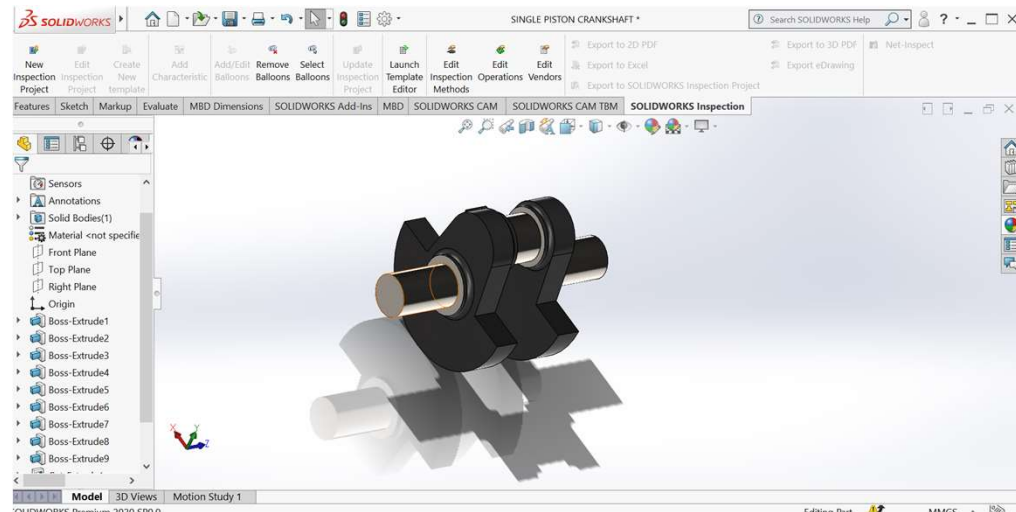 SOLIDWORKS
SINGLE PISTON CRANKSHAFT *
Search SOLIDWORKS Help
New Inspection Project
Edit Inspection Project
Create New template
Add Characteristic
Add/Edit Balloons
Remove Balloons
Select Balloons
Update Inspection Project
Launch Template Editor
Edit Inspection Methods
Edit Operations
Edit Vendors
Export to 2D PDF
Export to Excel
Export to SOLIDWORKS Inspection Project
Export to 3D PDF
Export eDrawing
Net-Inspect
Features Sketch Markup Evaluate MBD Dimensions SOLIDWORKS Add-Ins MBD SOLIDWORKS CAM SOLIDWORKS CAM TBM SOLIDWORKS Inspection
Sensors
Annotations
Solid Bodies(1)
Material <not specifie
Front Plane
Top Plane
Right Plane
Origin
Boss-Extrude1
Boss-Extrude2
Boss-Extrude3
Boss-Extrude4
Boss-Extrude5
Boss-Extrude6
Boss-Extrude7
Boss-Extrude8
Boss-Extrude9
X Y Z
Model 3D Views Motion Study 1
SOLIDWORKS Premium 2020 SP0.0
Editing Part MMGS